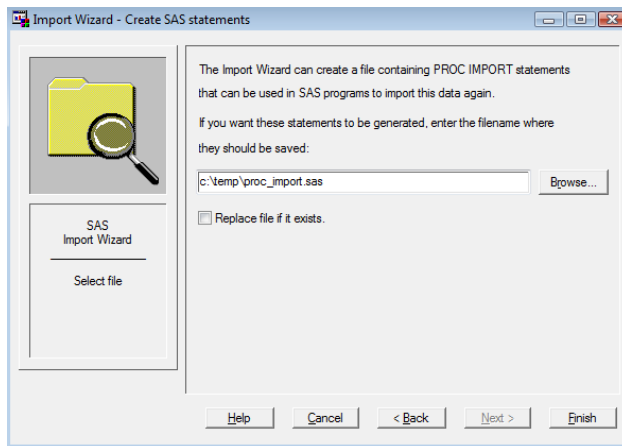 Import Wizard - Create SAS statements
The Import Wizard can create a file containing PROC IMPORT statements
that can be used in SAS programs to import this data again.
If you want these statements to be generated, enter the filename where
they should be saved:
c:\temp\proc_import.sas
Browse...
Replace file if it exists.
SAS
Import Wizard
Select file
Help Cancel < Back Next > Finish